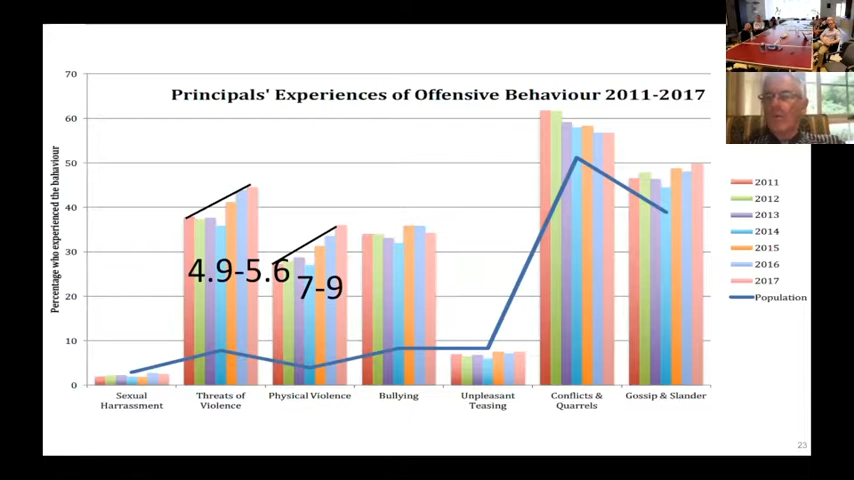 Principals' Experiences of Offensive Behaviour 2011-2017
Percentage who experienced the bahaviour
70
60
50
40
30
20
10
0
4.9-5.6
7-9
Sexual
Harrassment
Threats of
Violence
Physical Violence
Bullying
Unpleasant
Teasing
Conflicts &
Quarrels
Gossip & Slander
2011
2012
2013
2014
2015
2016
2017
Population
23